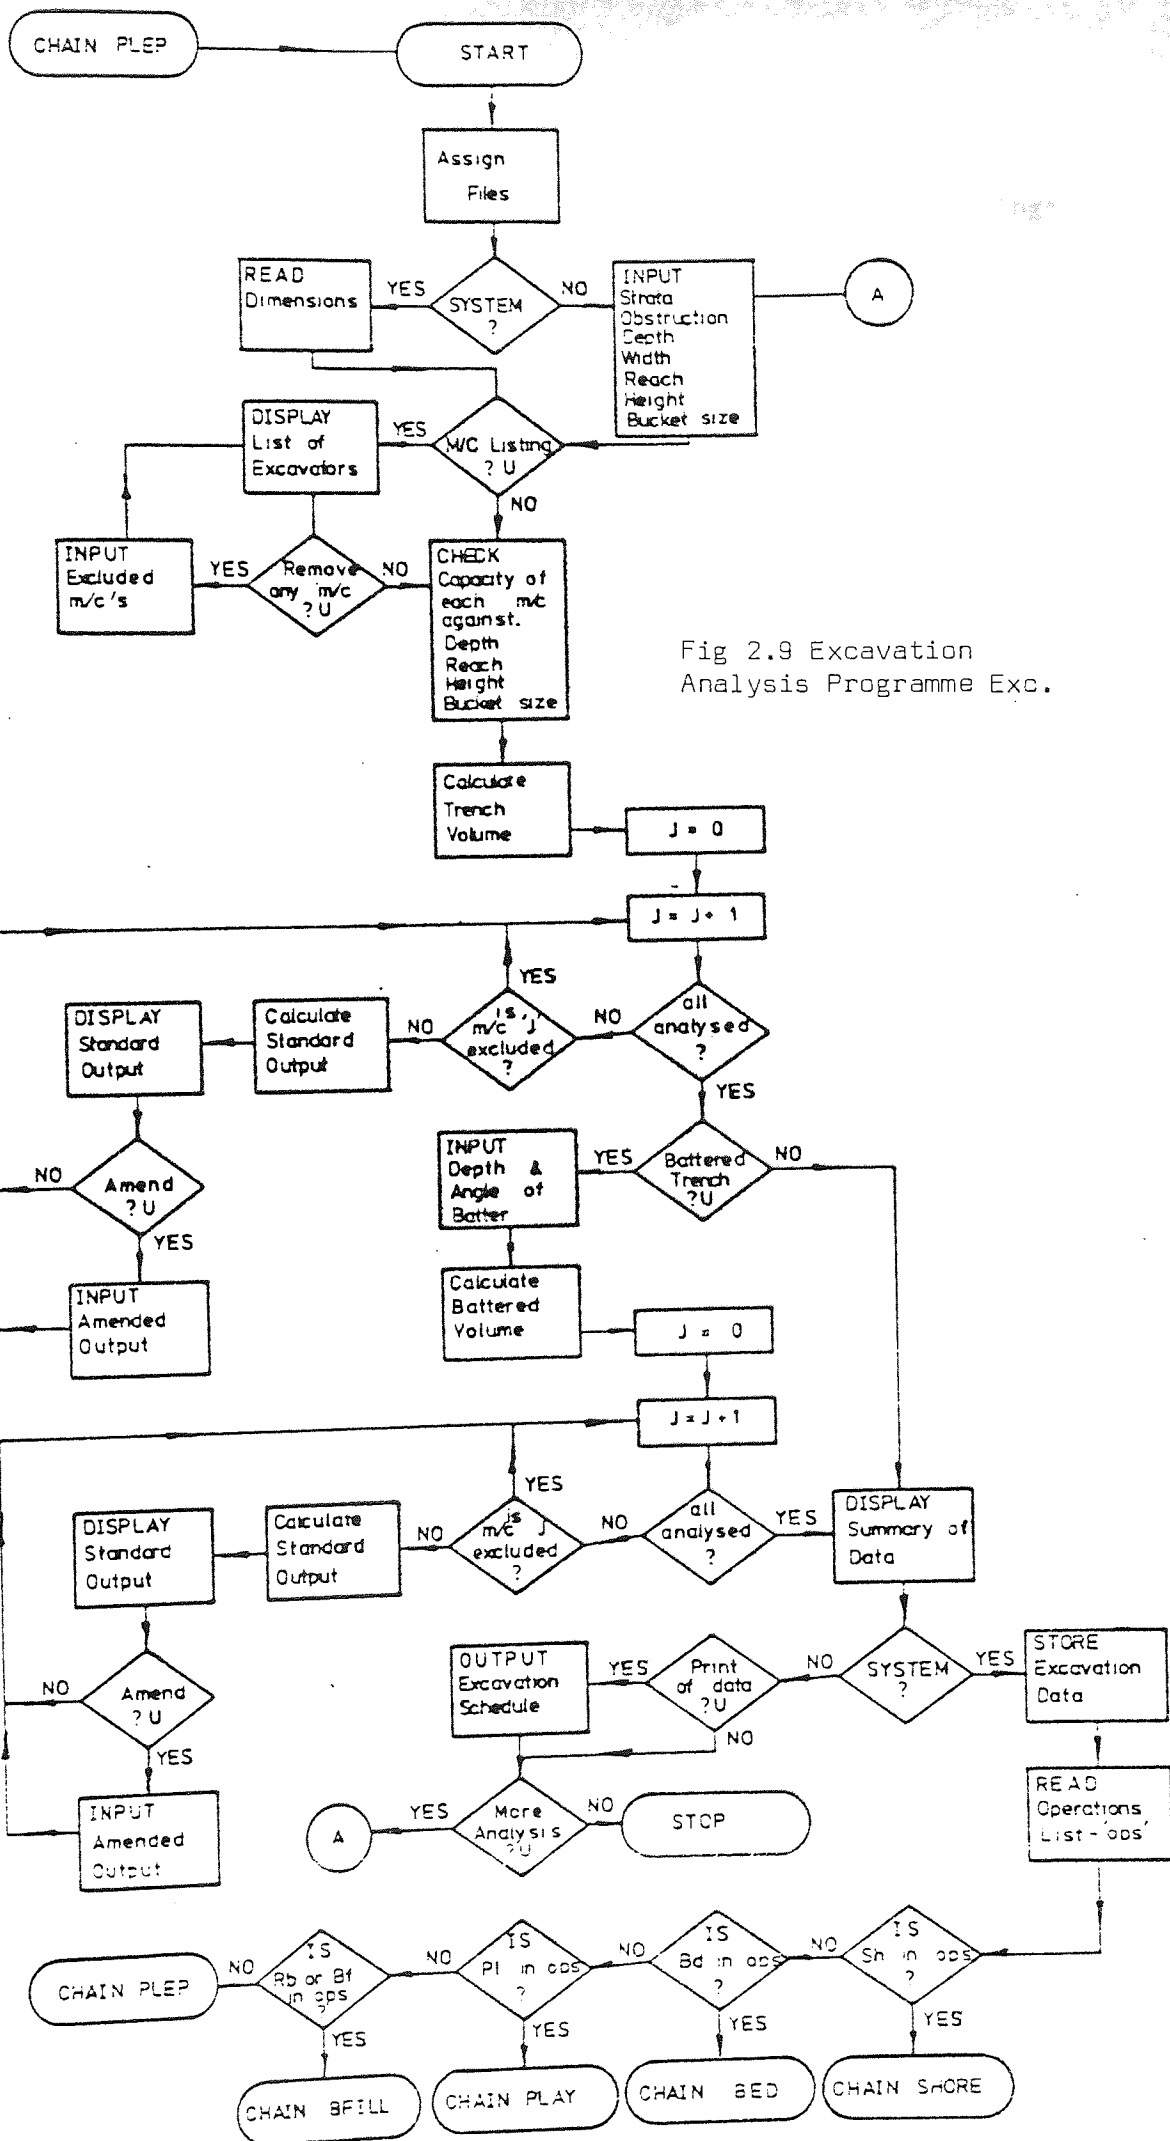 CHAIN PLEP
START
Assign
Files
READ
Dimensions
YES
SYSTEM
?
NO
INPUT
Strata
Obstruction
Depth
Width
Reach
Height
Bucket size
A
DISPLAY
List of
Excavators
YES
M/C Listing
? U
NO
INPUT
Excluded
m/c's
YES
Remove
any m/c
? U
NO
CHECK
Capacity of
each m/c
against.
Depth
Reach
Height
Bucket size
Fig 2.9 Excavation
Analysis Programme Exc.
Calculate
Trench
Volume
J = 0
J = J + 1
YES
DISPLAY
Standard
Output
Calculate
Standard
Output
NO
is
m/c J
excluded
?
NO
all
analysed
?
YES
NO
Amend
? U
YES
INPUT
Depth &
Angle of
Batter
YES
Battered
Trench
? U
NO
INPUT
Amended
Output
Calculate
Battered
Volume
J = 0
J = J + 1
YES
DISPLAY
Standard
Output
Calculate
Standard
Output
NO
is
m/c J
excluded
?
NO
all
analysed
?
YES
DISPLAY
Summary of
Data
NO
Amend
? U
YES
OUTPUT
Excavation
Schedule
YES
Print
of data
? U
NO
NO
SYSTEM
?
YES
STORE
Excavation
Data
INPUT
Amended
Output
A
YES
More
Analysis
? U
NO
STOP
READ
Operations
List - 'ops'
CHAIN PLEP
NO
IS
Rb or Bf
in ops
?
YES
NO
IS
Pl in ops
?
YES
NO
IS
Bd in ops
?
YES
NO
IS
Sh in ops
?
YES
CHAIN BFILL
CHAIN PLAY
CHAIN BED
CHAIN SHORE